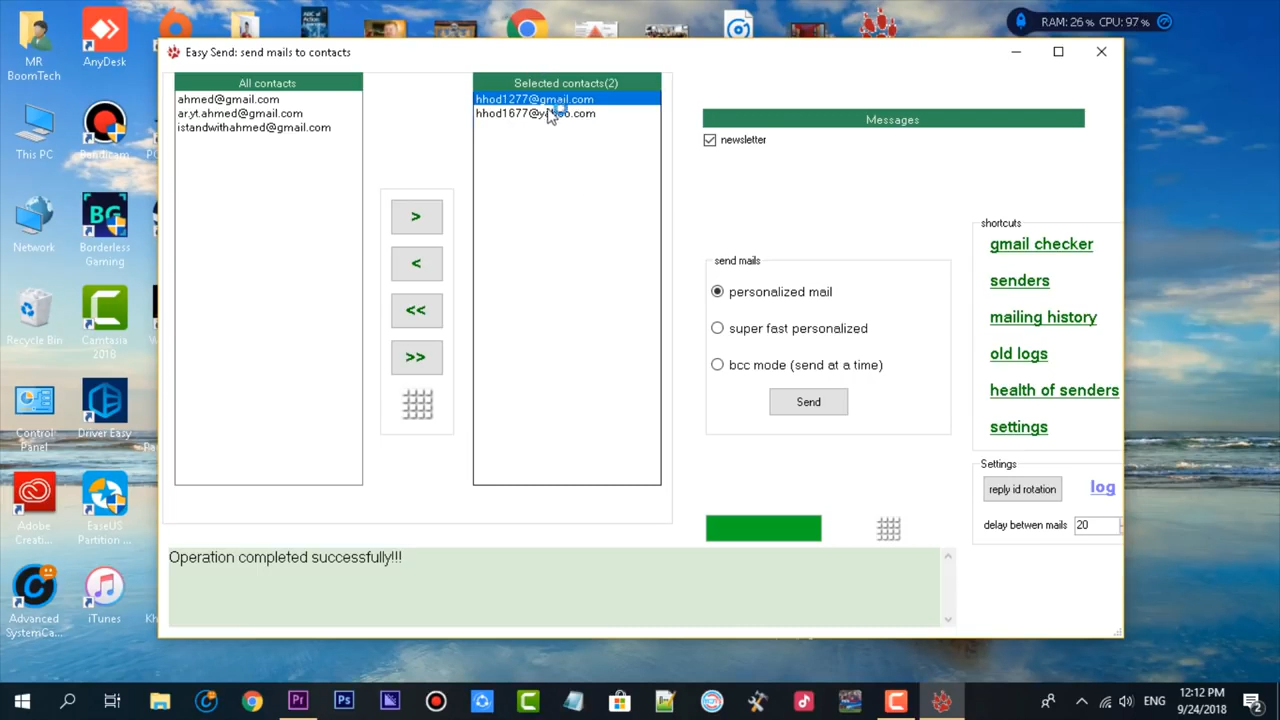 RAM: 26 % CPU: 97 %
MR BoomTech
AnyDesk
This PC
Bandicam
Network
Borderless Gaming
Recycle Bin
Camtasia 2018
Control Panel
Driver Easy
Adobe Creati...
EaseUS Partition ...
Advanced SystemCa...
iTunes
Easy Send: send mails to contacts
All contacts
ahmed@gmail.com
ar.yt.ahmed@gmail.com
istandwithahmed@gmail.com
>
<
<<
>>
Selected contacts(2)
hhod1277@gmail.com
Messages
newsletter
send mails
personalized mail
super fast personalized
bcc mode (send at a time)
Send
shortcuts
gmail checker
senders
mailing history
old logs
health of senders
settings
Settings
reply id rotation
log
delay betwen mails
20
Operation completed successfully!!!
ENG
12:12 PM
9/24/2018
2